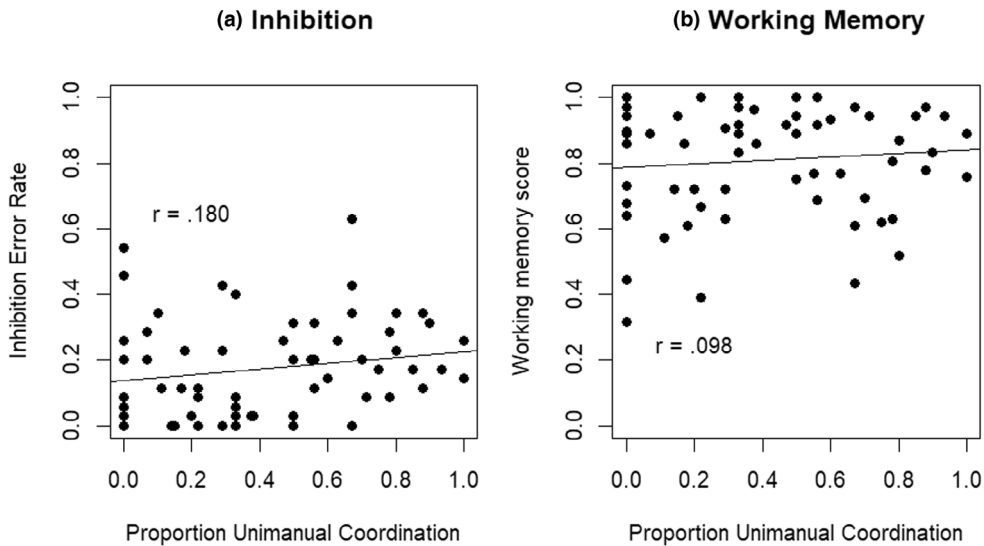 (a) Inhibition
1.0
0.8
0.6
0.4
0.2
0.0
Inhibition Error Rate
r = .180
0.0 0.2 0.4 0.6 0.8 1.0
Proportion Unimanual Coordination
(b) Working Memory
1.0
0.8
0.6
0.4
0.2
0.0
Working memory score
r = .098
0.0 0.2 0.4 0.6 0.8 1.0
Proportion Unimanual Coordination